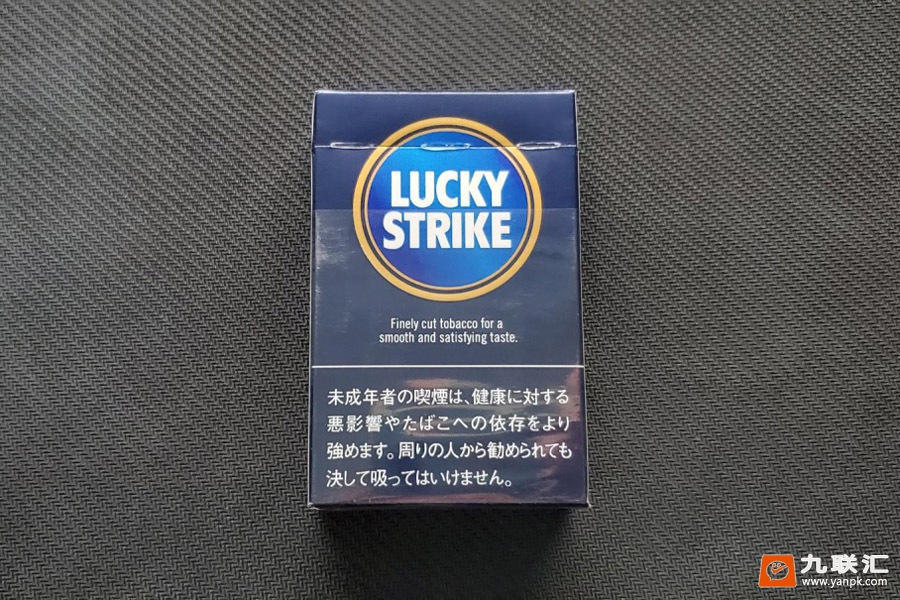 LUCKY
STRIKE
Finely cut tobacco for a
smooth and satisfying taste.
未成年者の喫煙は、健康に対する
悪影響やたばこへの依存をより
強めます。周りの人から勧められても
決して吸ってはいけません。
九联汇
www.yanpk.com